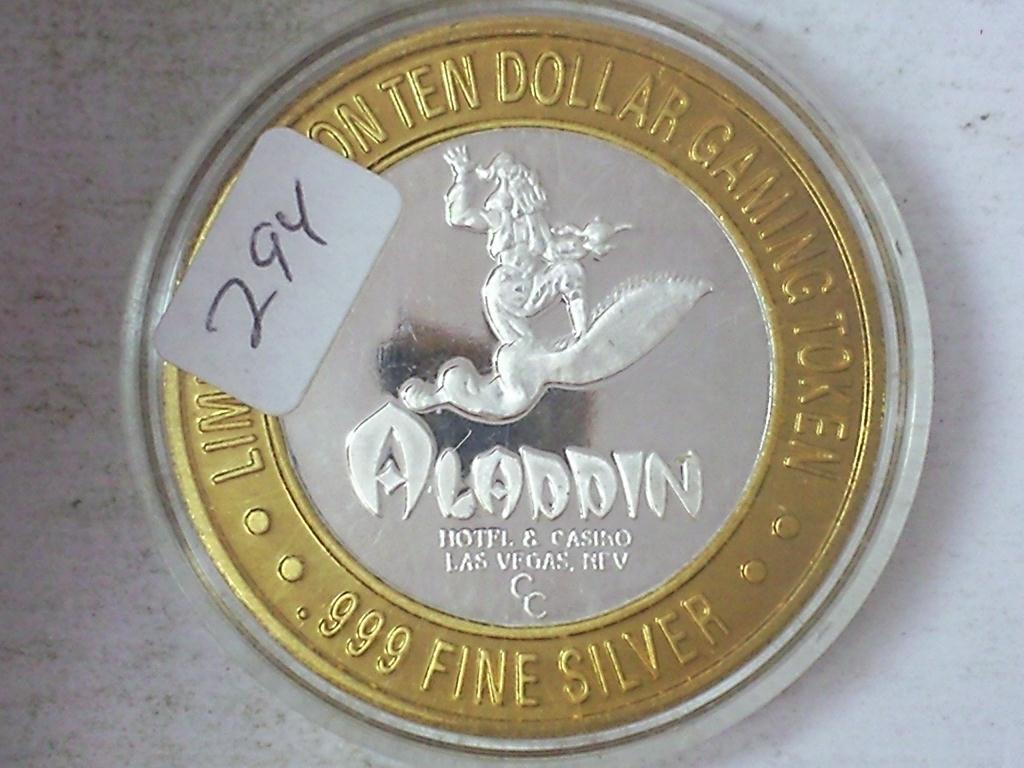 LIM ON TEN DOLLAR GAMING TOKEN
294
ALADDIN
HOTEL & CASINO
LAS VEGAS, NEV
CC
.999 FINE SILVER